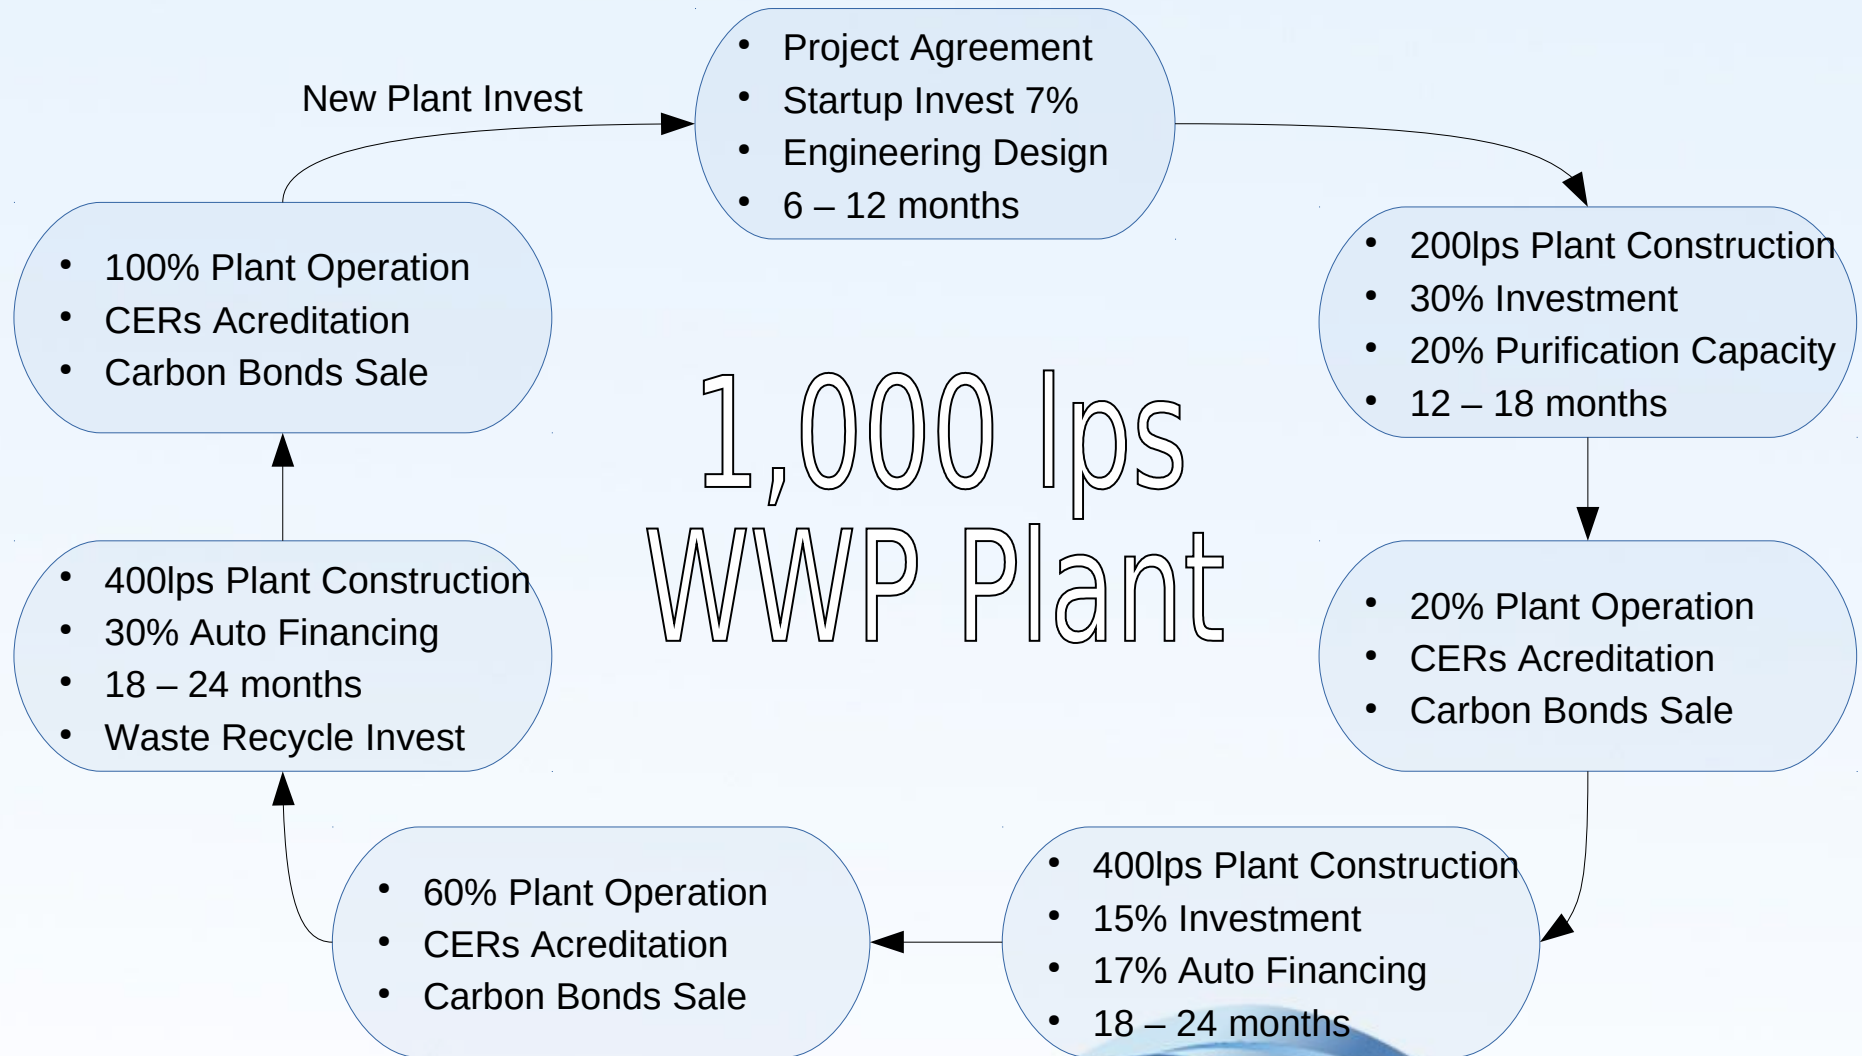 New Plant Invest
• Project Agreement
• Startup Invest 7%
• Engineering Design
• 6 – 12 months
• 200lps Plant Construction
• 30% Investment
• 20% Purification Capacity
• 12 – 18 months
• 20% Plant Operation
• CERs Acreditation
• Carbon Bonds Sale
• 400lps Plant Construction
• 15% Investment
• 17% Auto Financing
• 18 – 24 months
• 60% Plant Operation
• CERs Acreditation
• Carbon Bonds Sale
• 400lps Plant Construction
• 30% Auto Financing
• 18 – 24 months
• Waste Recycle Invest
• 100% Plant Operation
• CERs Acreditation
• Carbon Bonds Sale
1,000 lps
WWP Plant